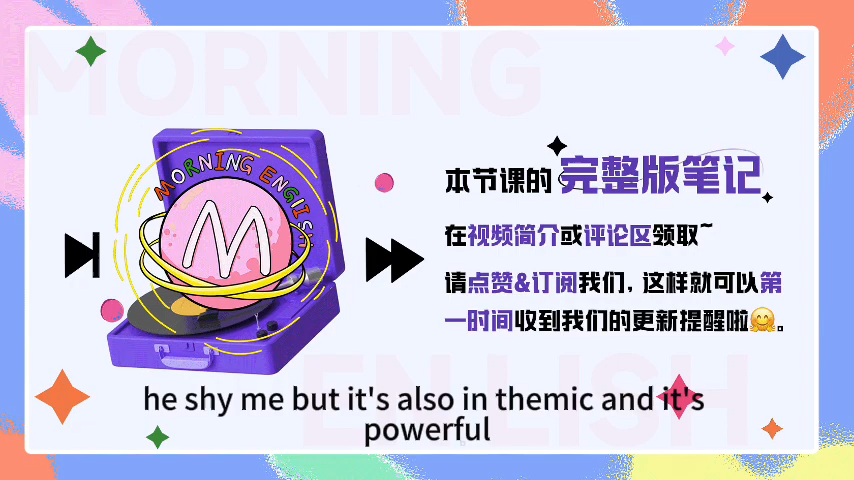 MORNING
MORNING ENGLISH
M
本节课的 完整版笔记
在视频简介或评论区领取~
请点赞&订阅我们, 这样就可以第
一时间收到我们的更新提醒啦🤗。
ENGLISH
he shy me but it's also in themic and it's
powerful